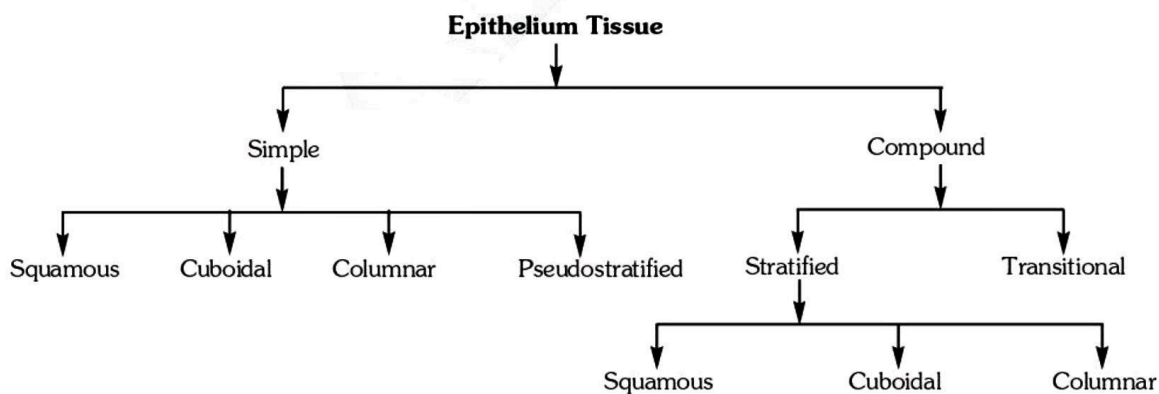 Epithelium Tissue
Simple Compound
Squamous Cuboidal Columnar Pseudostratified Stratified Transitional
Squamous Cuboidal Columnar